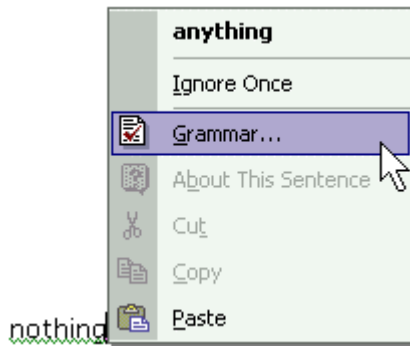 anything
Ignore Once
Grammar...
About This Sentence
Cut
Copy
Paste
nothing